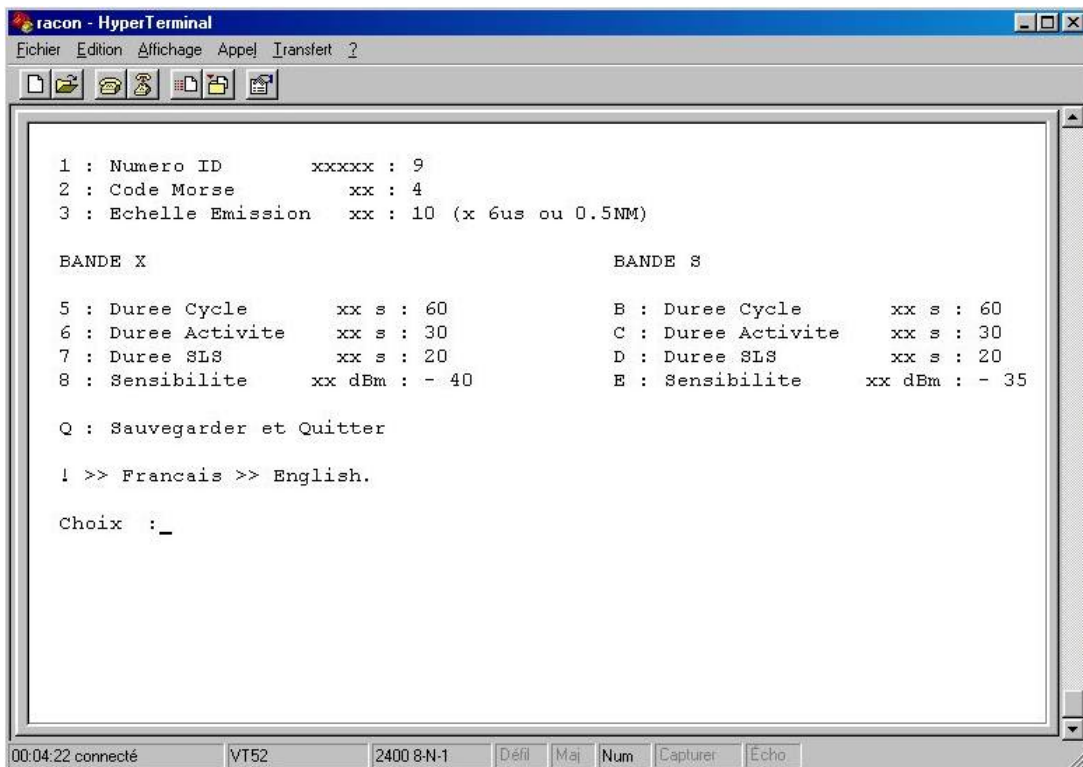 racon - HyperTerminal
Fichier Edition Affichage Appel Transfert ?
1 : Numero ID xxxxx : 9
2 : Code Morse xx : 4
3 : Echelle Emission xx : 10 (x 6us ou 0.5NM)
BANDE X BANDE S
5 : Duree Cycle xx s : 60 B : Duree Cycle xx s : 60
6 : Duree Activite xx s : 30 C : Duree Activite xx s : 30
7 : Duree SLS xx s : 20 D : Duree SLS xx s : 20
8 : Sensibilite xx dBm : - 40 E : Sensibilite xx dBm : - 35
Q : Sauvegarder et Quitter
! >> Francais >> English.
Choix :_
00:04:22 connecté VT52 2400 8-N-1 Défil Maj Num Capturer Écho